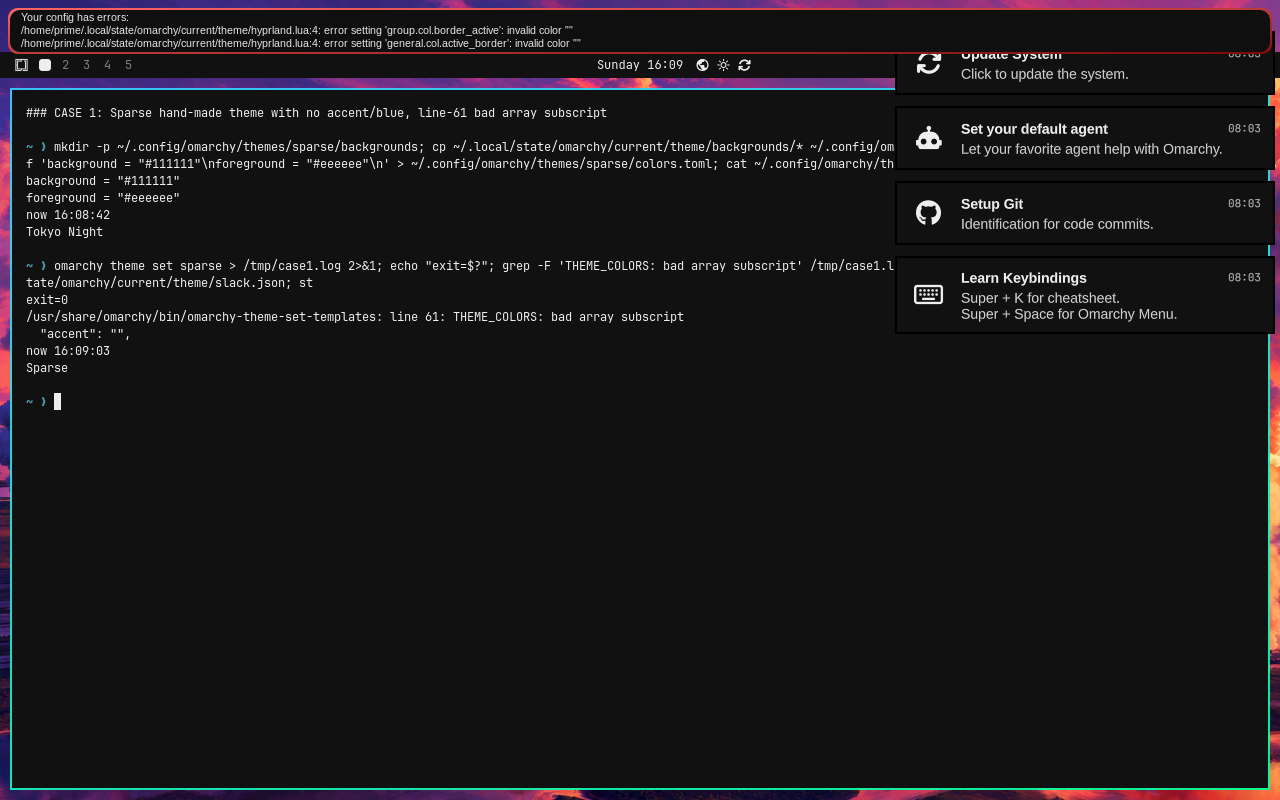 Your config has errors:
/home/prime/.local/state/omarchy/current/theme/hyprland.lua:4: error setting 'group.col.border_active': invalid color ""
/home/prime/.local/state/omarchy/current/theme/hyprland.lua:4: error setting 'general.col.active_border': invalid color ""
2 3 4 5
Sunday 16:09
Update System 08:03
Click to update the system.
Set your default agent 08:03
Let your favorite agent help with Omarchy.
Setup Git 08:03
Identification for code commits.
Learn Keybindings 08:03
Super + K for cheatsheet.
Super + Space for Omarchy Menu.
### CASE 1: Sparse hand-made theme with no accent/blue, line-61 bad array subscript
~ ❯ mkdir -p ~/.config/omarchy/themes/sparse/backgrounds; cp ~/.local/state/omarchy/current/theme/backgrounds/* ~/.config/om
f 'background = "#111111"\nforeground = "#eeeeee"\n' > ~/.config/omarchy/themes/sparse/colors.toml; cat ~/.config/omarchy/th
background = "#111111"
foreground = "#eeeeee"
now 16:08:42
Tokyo Night
~ ❯ omarchy theme set sparse > /tmp/case1.log 2>&1; echo "exit=$?"; grep -F 'THEME_COLORS: bad array subscript' /tmp/case1.l
tate/omarchy/current/theme/slack.json; st
exit=0
/usr/share/omarchy/bin/omarchy-theme-set-templates: line 61: THEME_COLORS: bad array subscript
"accent": "",
now 16:09:03
Sparse
~ ❯